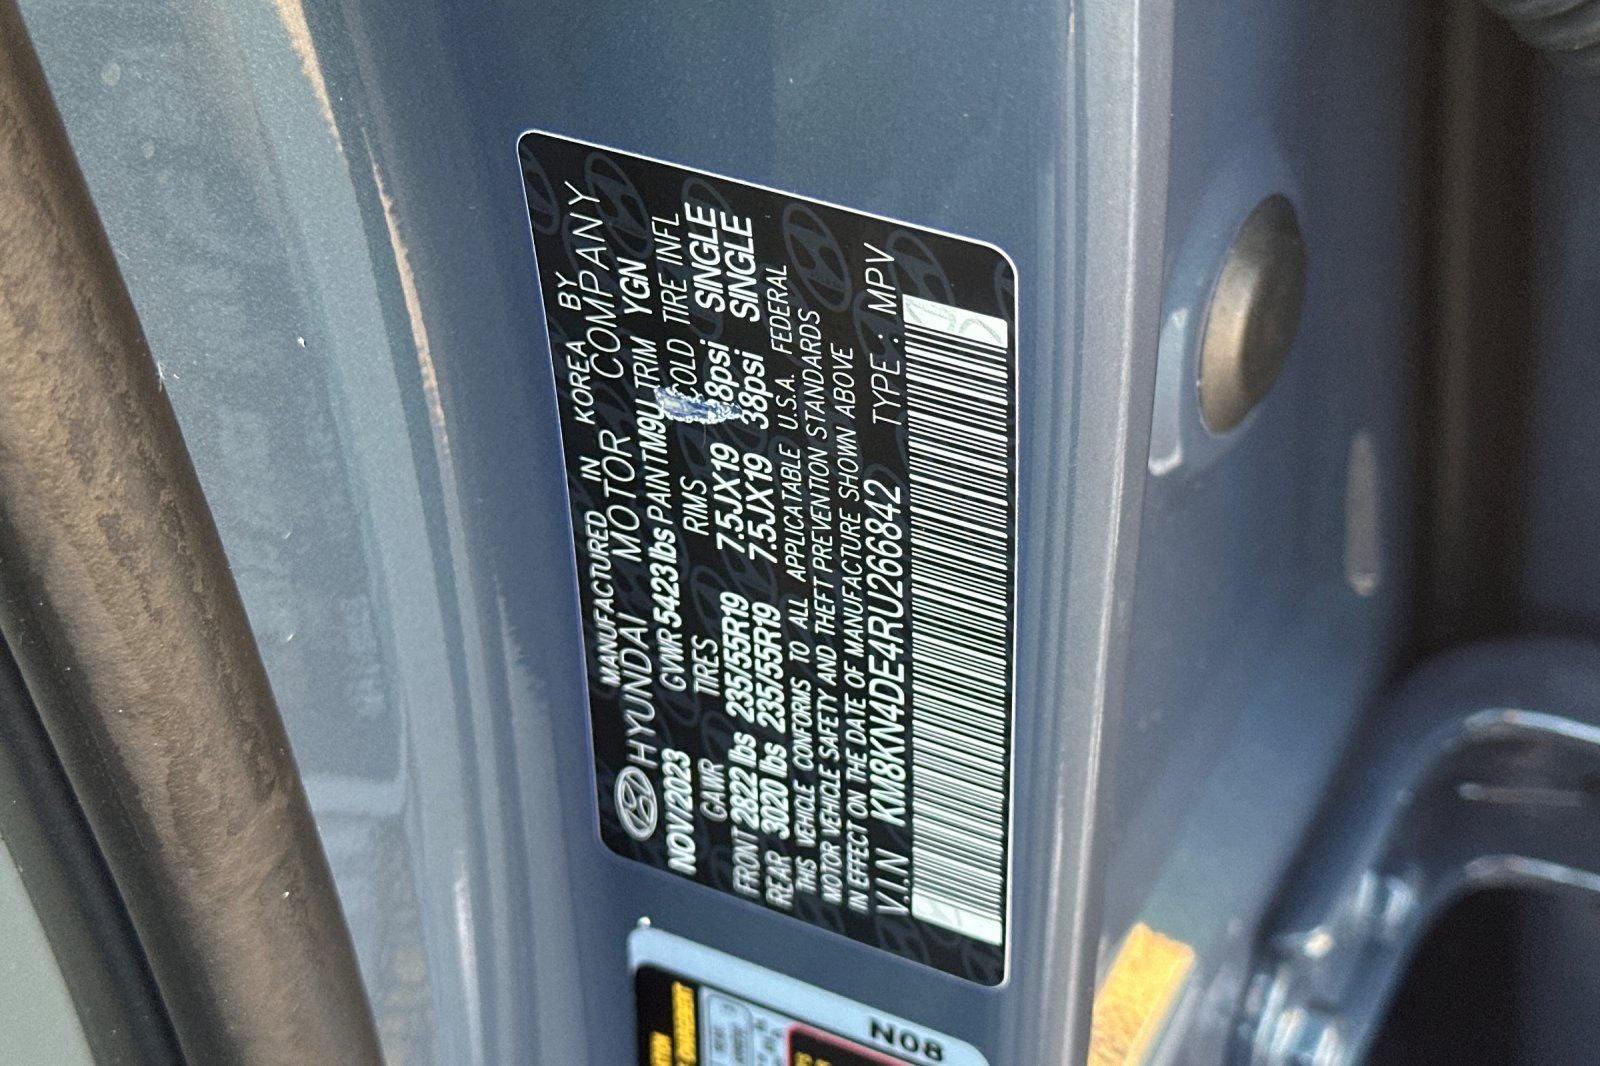 MANUFACTURED IN KOREA BY
HYUNDAI MOTOR COMPANY
NOV/2023 GVWR 5423 lbs PAINT M9U TRIM YGN
GAWR TIRES RIMS COLD TIRE INFL
FRONT 2822 lbs 235/55R19 7.5JX19 8psi SINGLE
REAR 3020 lbs 235/55R19 7.5JX19 38psi SINGLE
THIS VEHICLE CONFORMS TO ALL APPLICATABLE U.S.A. FEDERAL
MOTOR VEHICLE SAFETY AND THEFT PREVENTION STANDARDS
IN EFFECT ON THE DATE OF MANUFACTURE SHOWN ABOVE
V.I.N KM8KN4DE4RU266842 TYPE : MPV
N08